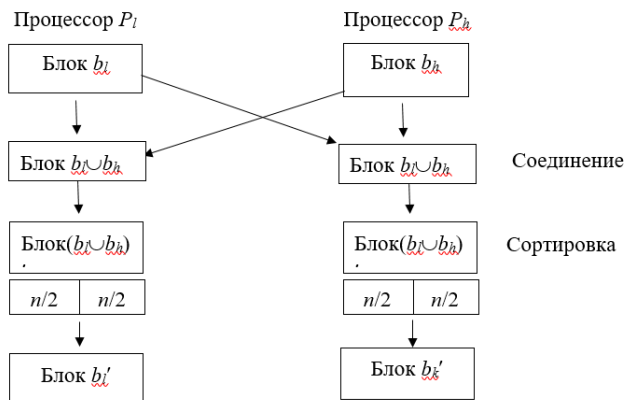 Процессор Pl Процессор Ph
Блок bl Блок bh
Блок bl∪bh Блок bl∪bh Соединение
Блок(bl∪bh) Блок(bl∪bh) Сортировка
. .
n/2 n/2 n/2 n/2
Блок bl′ Блок bk′